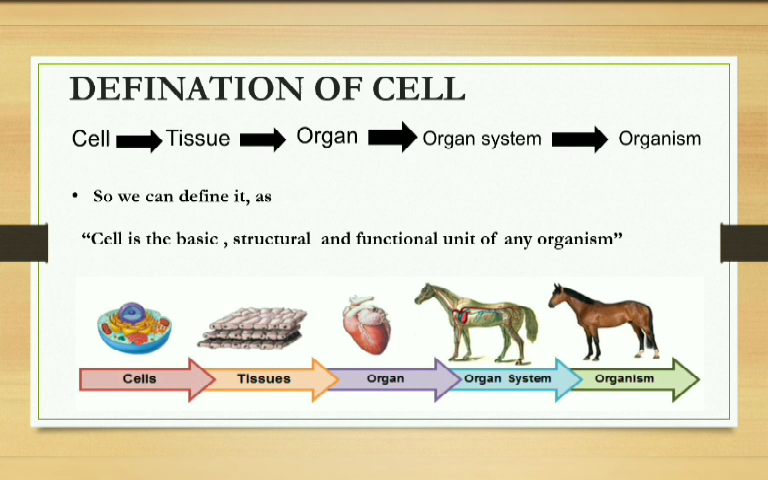 DEFINATION OF CELL
Cell Tissue Organ Organ system Organism
• So we can define it, as
“Cell is the basic , structural and functional unit of any organism”
Cells Tissues Organ Organ System Organism